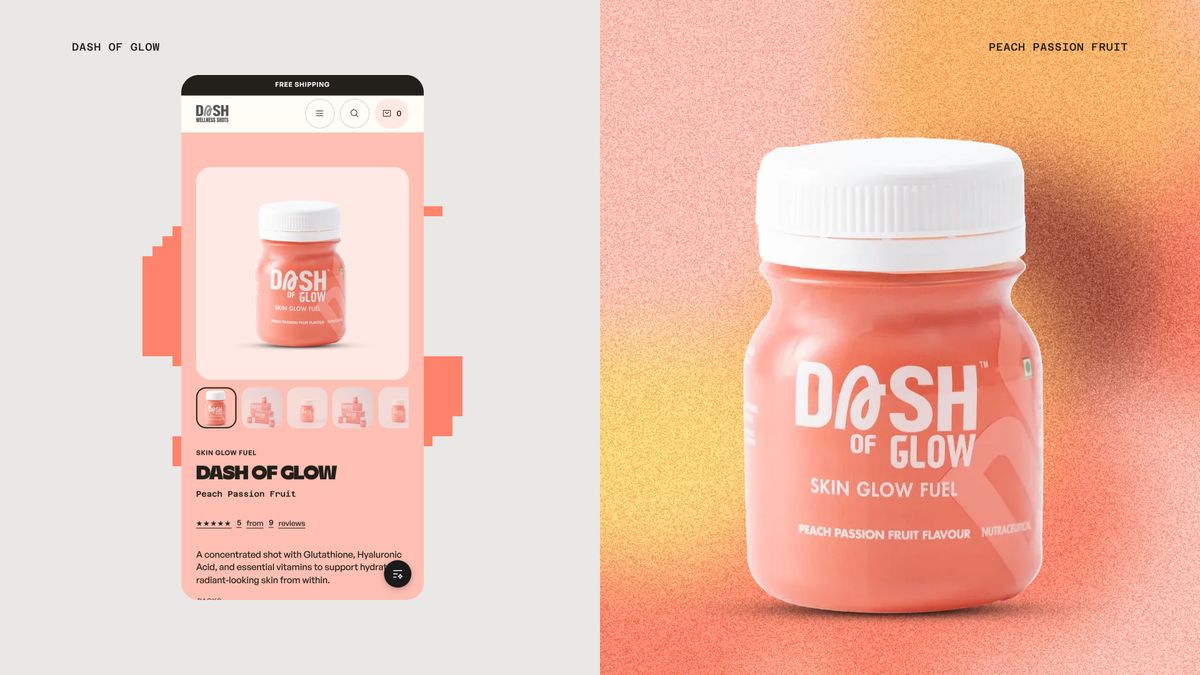 DASH OF GLOW
PEACH PASSION FRUIT
FREE SHIPPING
DASH
WELLNESS SHOTS
0
DASH
OF GLOW
SKIN GLOW FUEL
PEACH PASSION FRUIT FLAVOUR
SKIN GLOW FUEL
DASH OF GLOW
Peach Passion Fruit
★★★★★ 5 from 9 reviews
A concentrated shot with Glutathione, Hyaluronic
Acid, and essential vitamins to support
radiant-looking skin from within.
DASH™
OF GLOW
SKIN GLOW FUEL
PEACH PASSION FRUIT FLAVOUR NUTRACEUTICAL